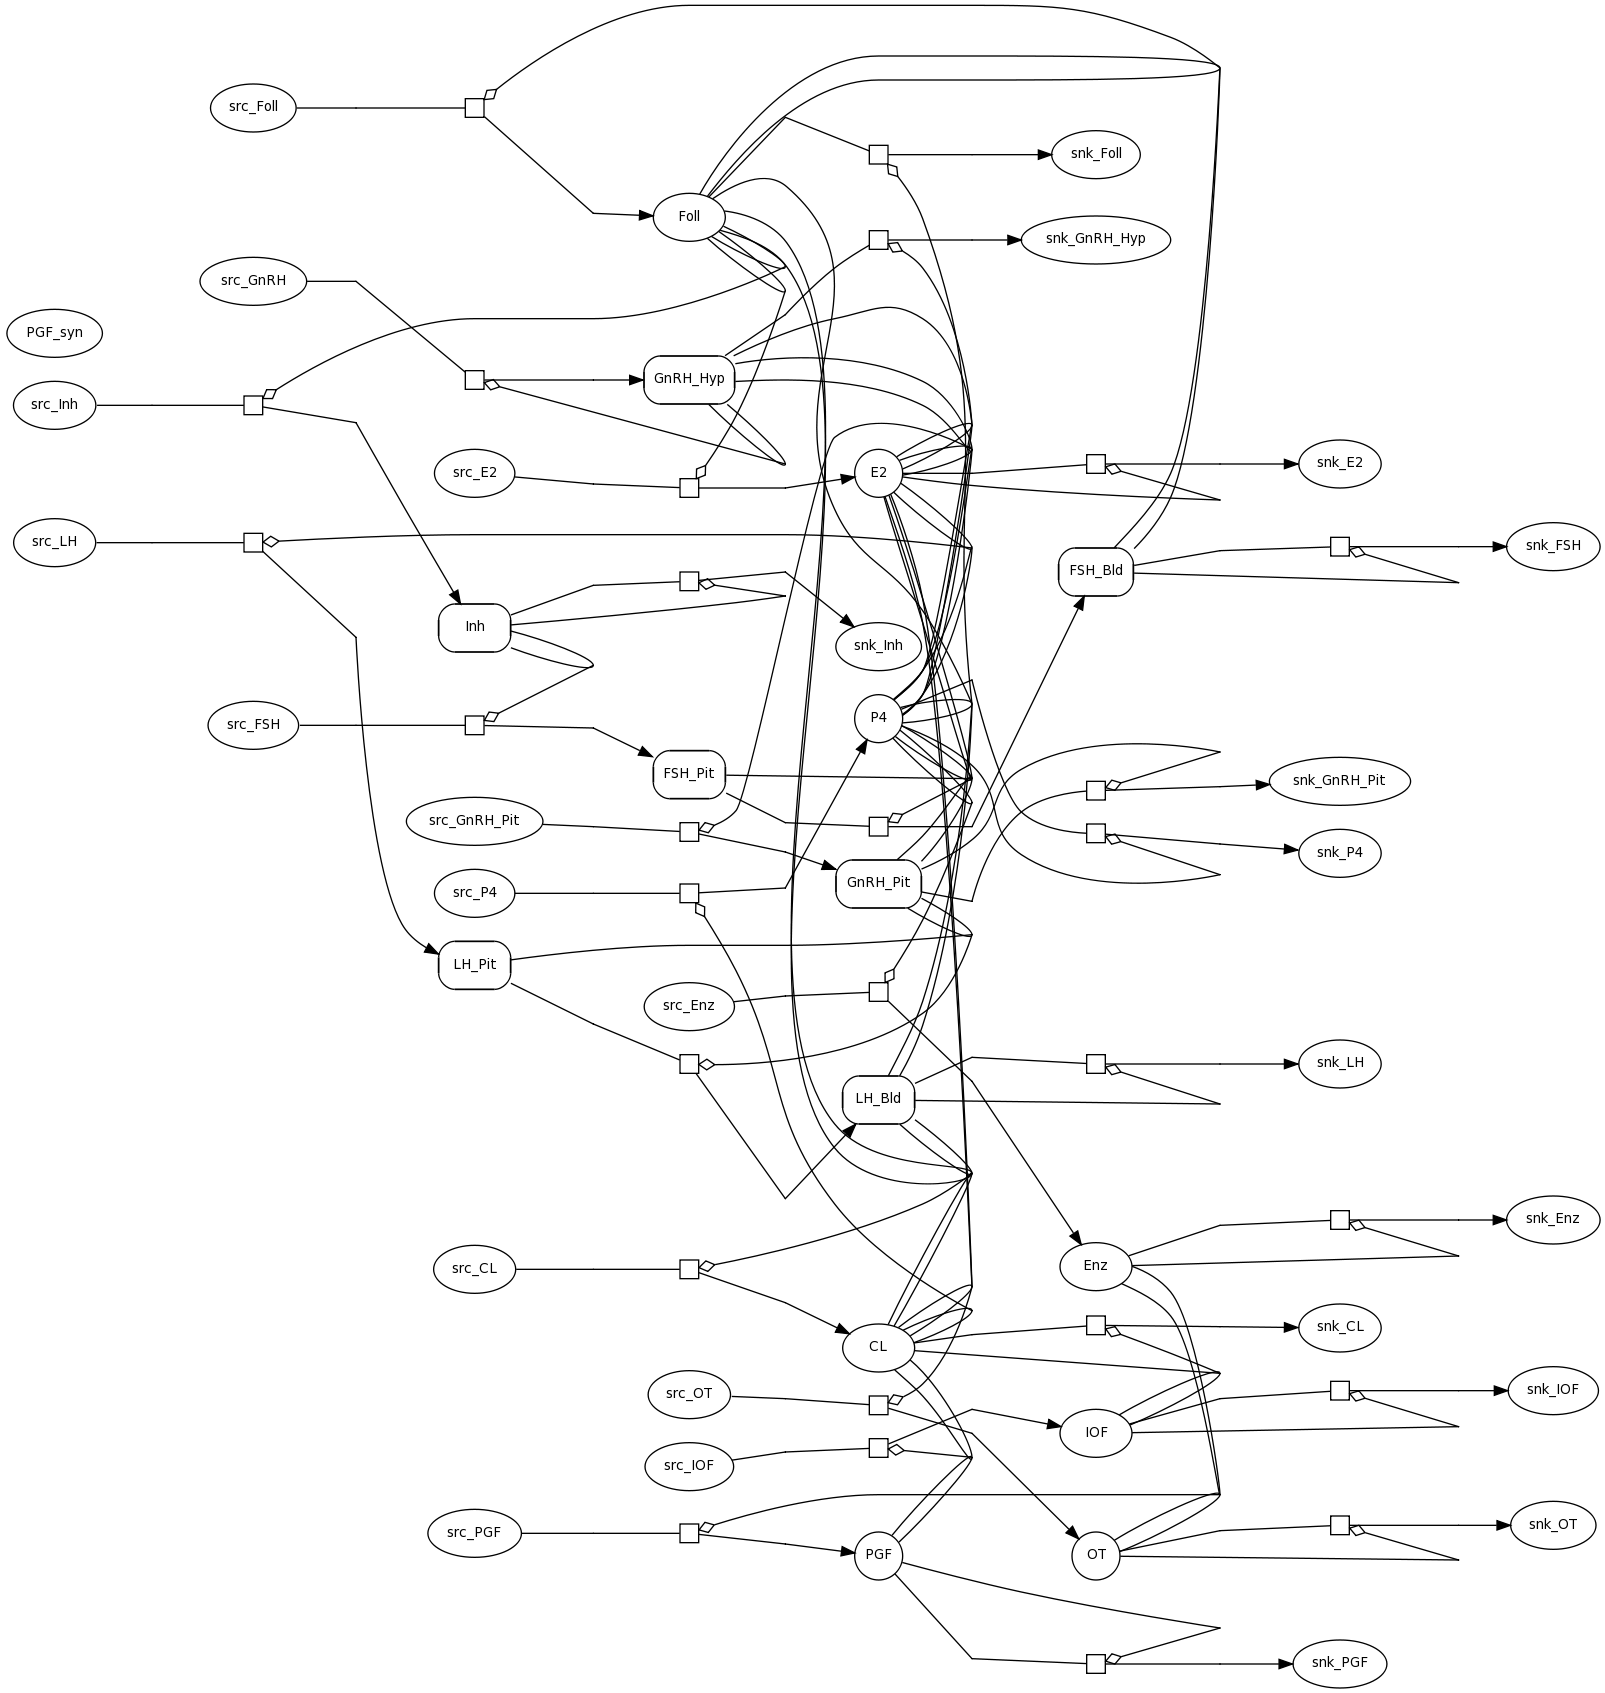 src_Foll
snk_Foll
Foll
snk_GnRH_Hyp
src_GnRH
PGF_syn
GnRH_Hyp
src_Inh
snk_E2
src_E2
E2
src_LH
snk_FSH
FSH_Bld
Inh
snk_Inh
P4
src_FSH
FSH_Pit
snk_GnRH_Pit
src_GnRH_Pit
snk_P4
GnRH_Pit
src_P4
LH_Pit
src_Enz
snk_LH
LH_Bld
snk_Enz
Enz
src_CL
snk_CL
CL
snk_IOF
src_OT
IOF
src_IOF
snk_OT
src_PGF
PGF
OT
snk_PGF